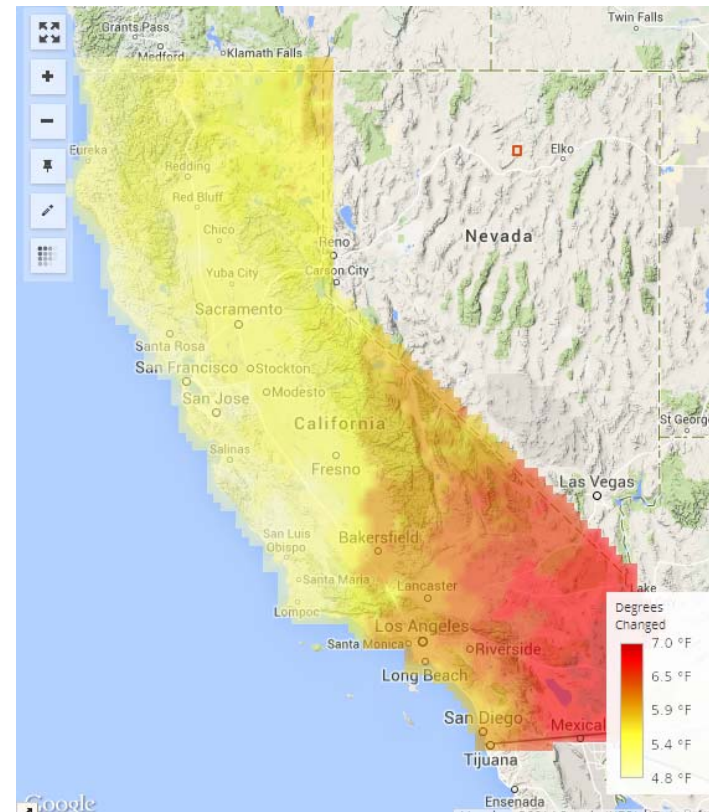 Grants Pass
Medford
Klamath Falls
Twin Falls
Eureka
Redding
Red Bluff
Elko
Chico
Reno
Nevada
Yuba City
Carson City
Sacramento
Santa Rosa
San Francisco
Stockton
San Jose
Modesto
California
St George
Salinas
Fresno
Las Vegas
San Luis
Obispo
Bakersfield
Santa Maria
Lancaster
Lake
Lompoc
Los Angeles
Santa Monica
Riverside
Long Beach
San Diego
Mexical
Tijuana
Ensenada
Degrees
Changed
7.0 °F
6.5 °F
5.9 °F
5.4 °F
4.8 °F
Google